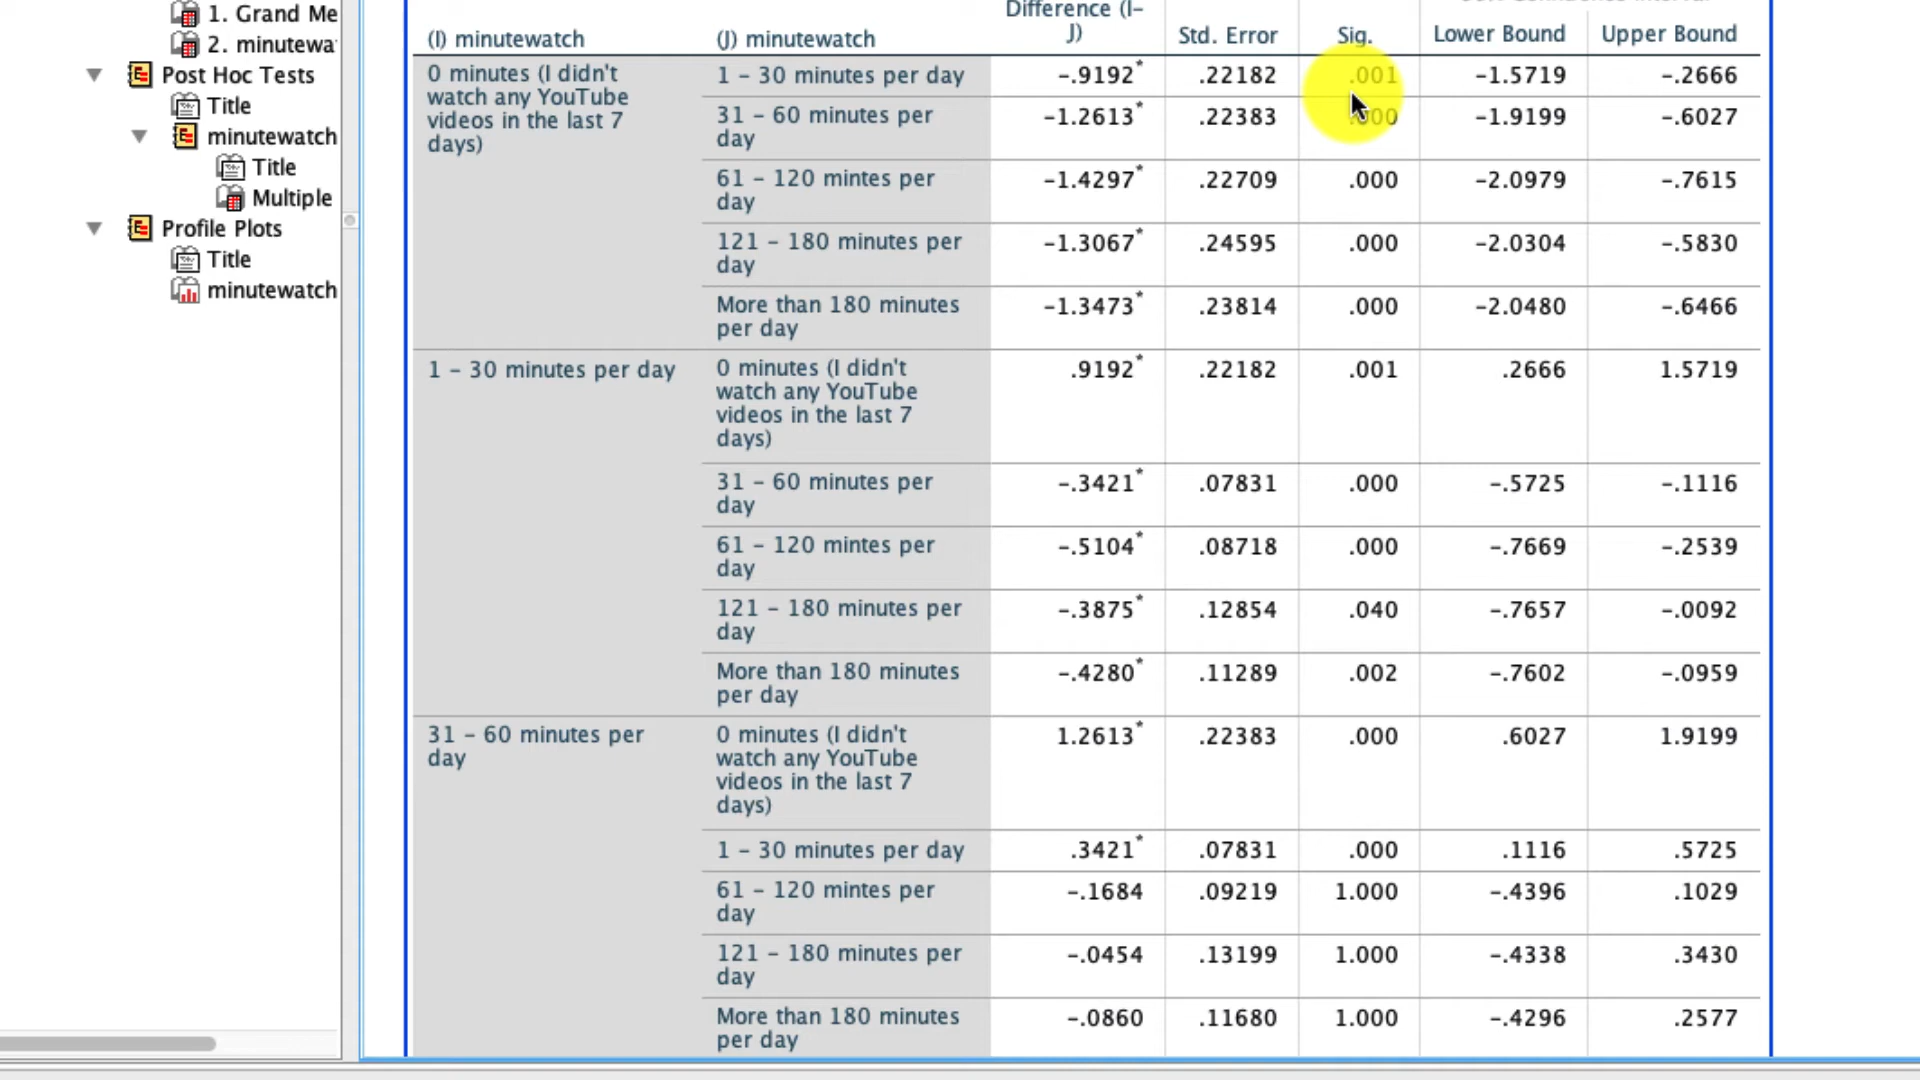 1. Grand Me
2. minutewa
Post Hoc Tests
Title
minutewatch
Title
Multiple
Profile Plots
Title
minutewatch
Difference (I-
(I) minutewatch (J) minutewatch J) Std. Error Sig. Lower Bound Upper Bound
0 minutes (I didn't 1 – 30 minutes per day -.9192* .22182 .001 -1.5719 -.2666
watch any YouTube
videos in the last 7
days)
31 – 60 minutes per -1.2613* .22383 .000 -1.9199 -.6027
day
61 – 120 mintes per -1.4297* .22709 .000 -2.0979 -.7615
day
121 – 180 minutes per -1.3067* .24595 .000 -2.0304 -.5830
day
More than 180 minutes -1.3473* .23814 .000 -2.0480 -.6466
per day
1 – 30 minutes per day 0 minutes (I didn't .9192* .22182 .001 .2666 1.5719
watch any YouTube
videos in the last 7
days)
31 – 60 minutes per -.3421* .07831 .000 -.5725 -.1116
day
61 – 120 mintes per -.5104* .08718 .000 -.7669 -.2539
day
121 – 180 minutes per -.3875* .12854 .040 -.7657 -.0092
day
More than 180 minutes -.4280* .11289 .002 -.7602 -.0959
per day
31 – 60 minutes per 0 minutes (I didn't 1.2613* .22383 .000 .6027 1.9199
day watch any YouTube
videos in the last 7
days)
1 – 30 minutes per day .3421* .07831 .000 .1116 .5725
61 – 120 mintes per -.1684 .09219 1.000 -.4396 .1029
day
121 – 180 minutes per -.0454 .13199 1.000 -.4338 .3430
day
More than 180 minutes -.0860 .11680 1.000 -.4296 .2577
per day